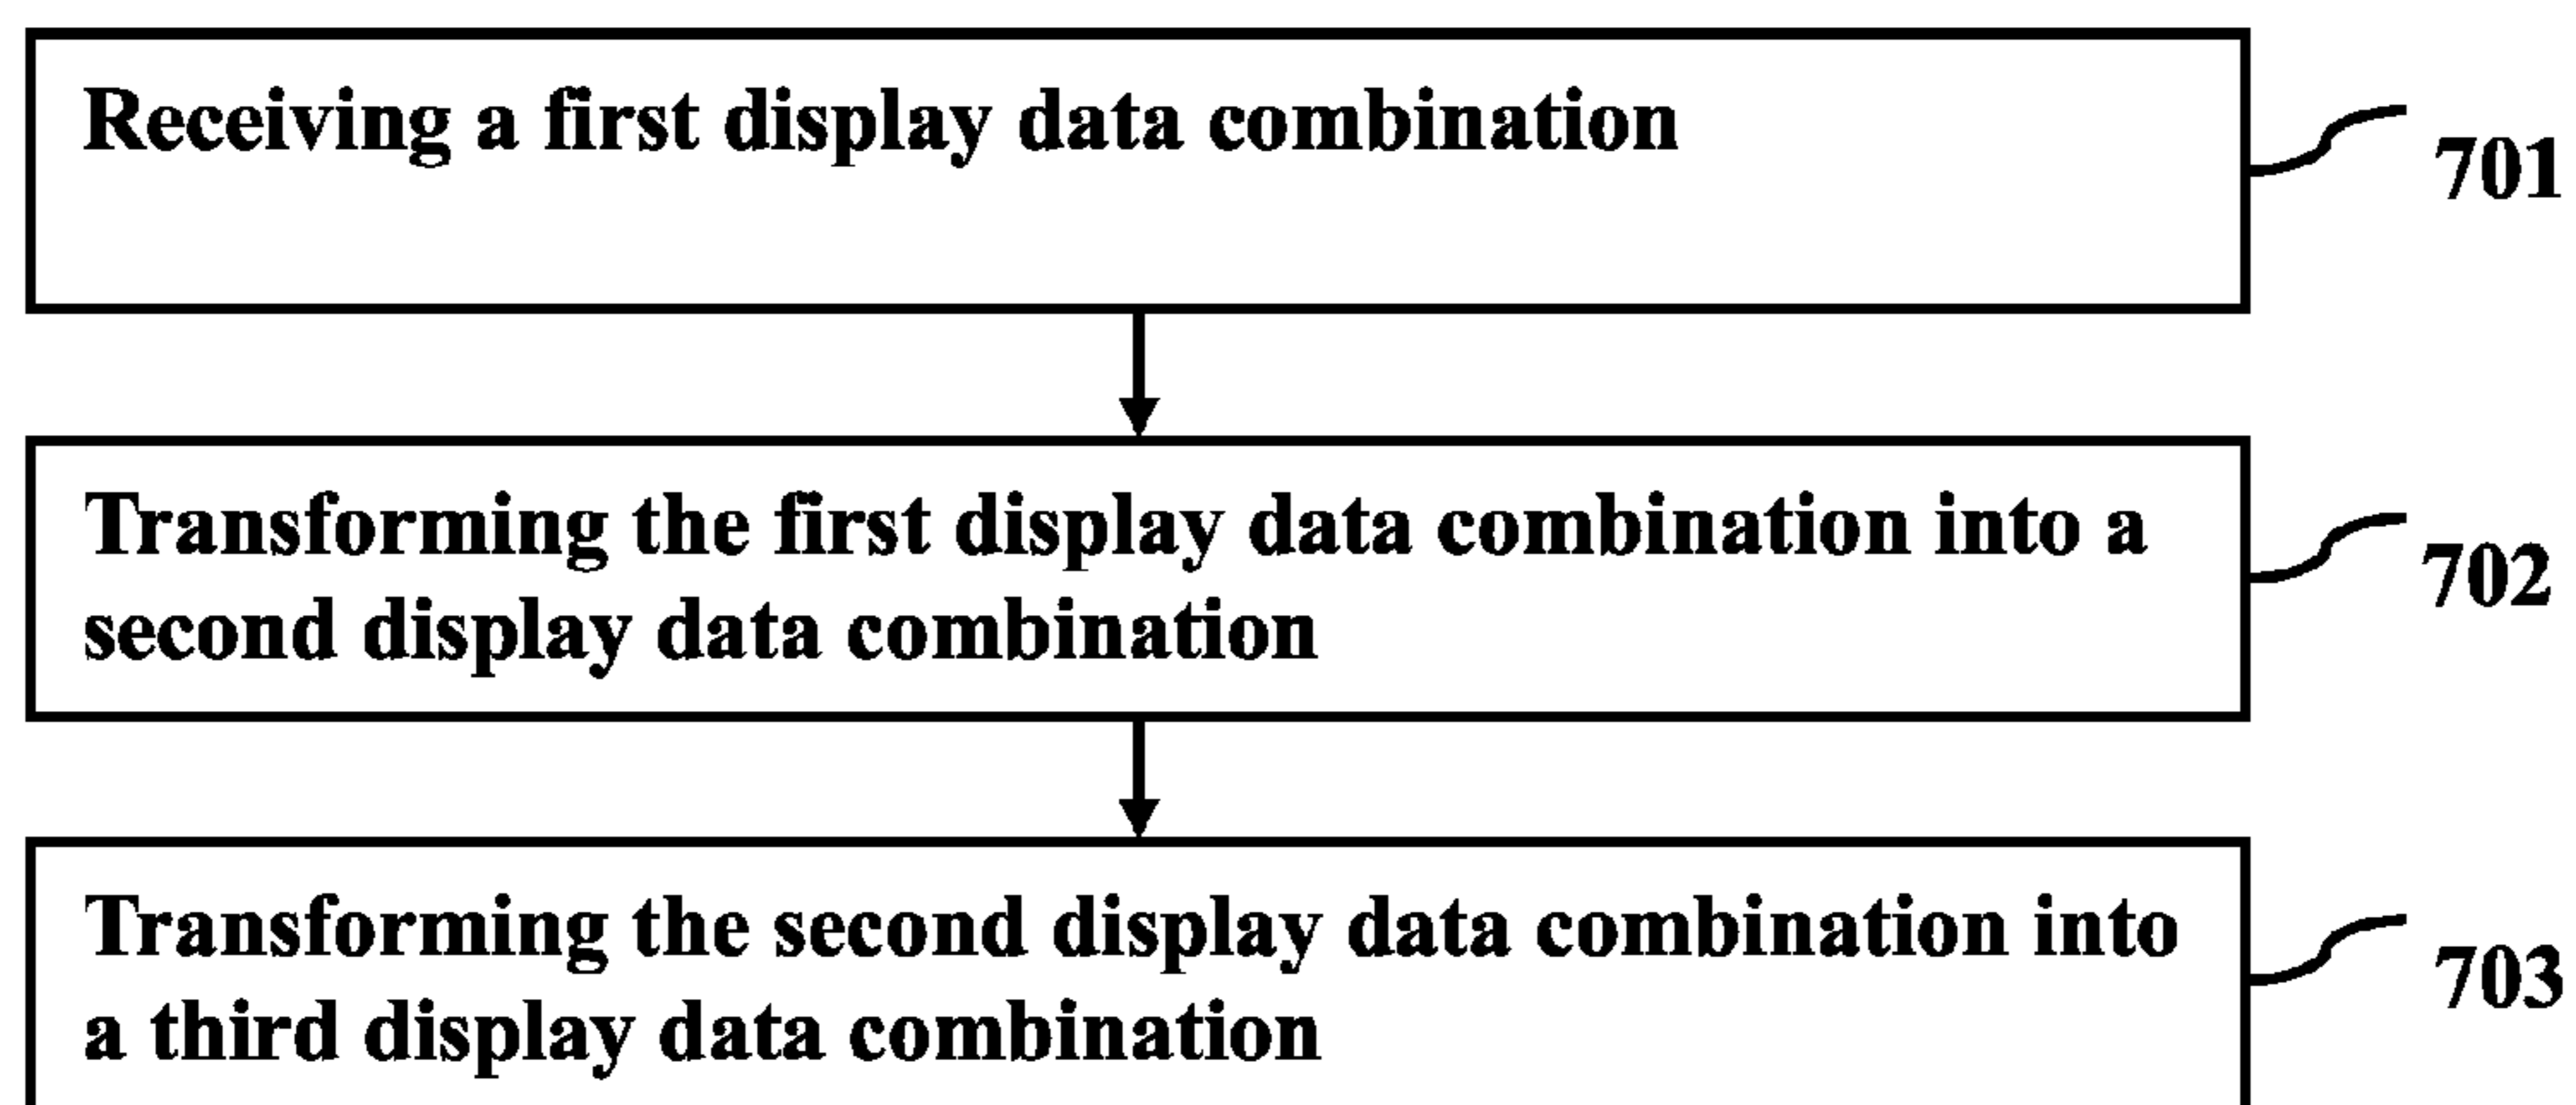 Receiving a first display data combination
701
Transforming the first display data combination into a
second display data combination
702
Transforming the second display data combination into
a third display data combination
703